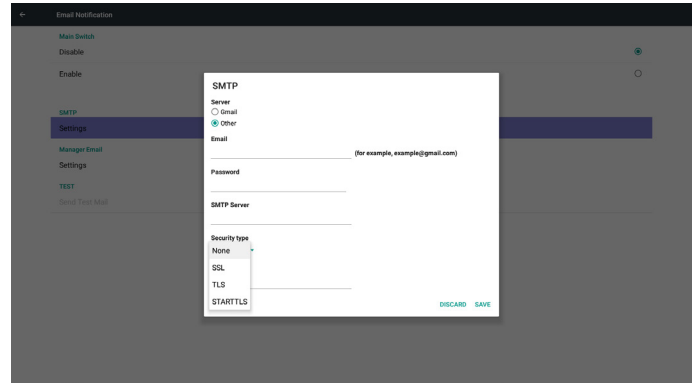 Email Notification
Main Switch
Disable
Enable
SMTP
Settings
Manager Email
Settings
TEST
Send Test Mail
SMTP
Server
Gmail
Other
Email
(for example, example@gmail.com)
Password
SMTP Server
Security type
None
SSL
TLS
STARTTLS
DISCARD SAVE